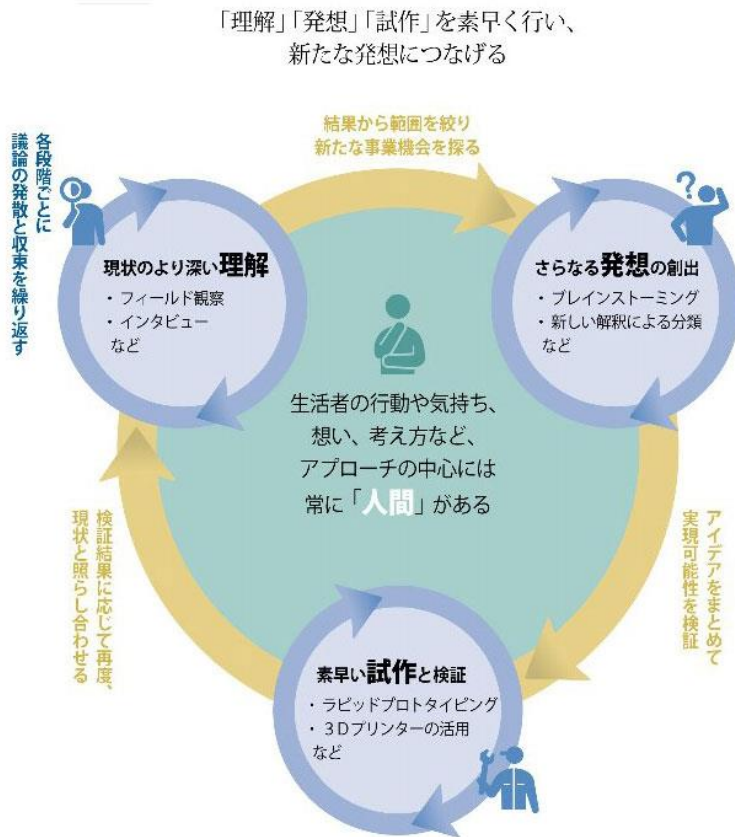 「理解」「発想」「試作」を素早く行い、
新たな発想につなげる
各段階ごとに
議論の発散と収束を繰り返す
結果から範囲を絞り
新たな事業機会を探る
現状のより深い理解
・フィールド観察
・インタビュー
など
?
さらなる発想の創出
・ブレインストーミング
・新しい解釈による分類
など
生活者の行動や気持ち、
想い、考え方など、
アプローチの中心には
常に「人間」がある
検証結果に応じて再度、
現状と照らし合わせる
アイデアをまとめて
実現可能性を検証
素早い試作と検証
・ラピッドプロトタイピング
・3Dプリンターの活用
など